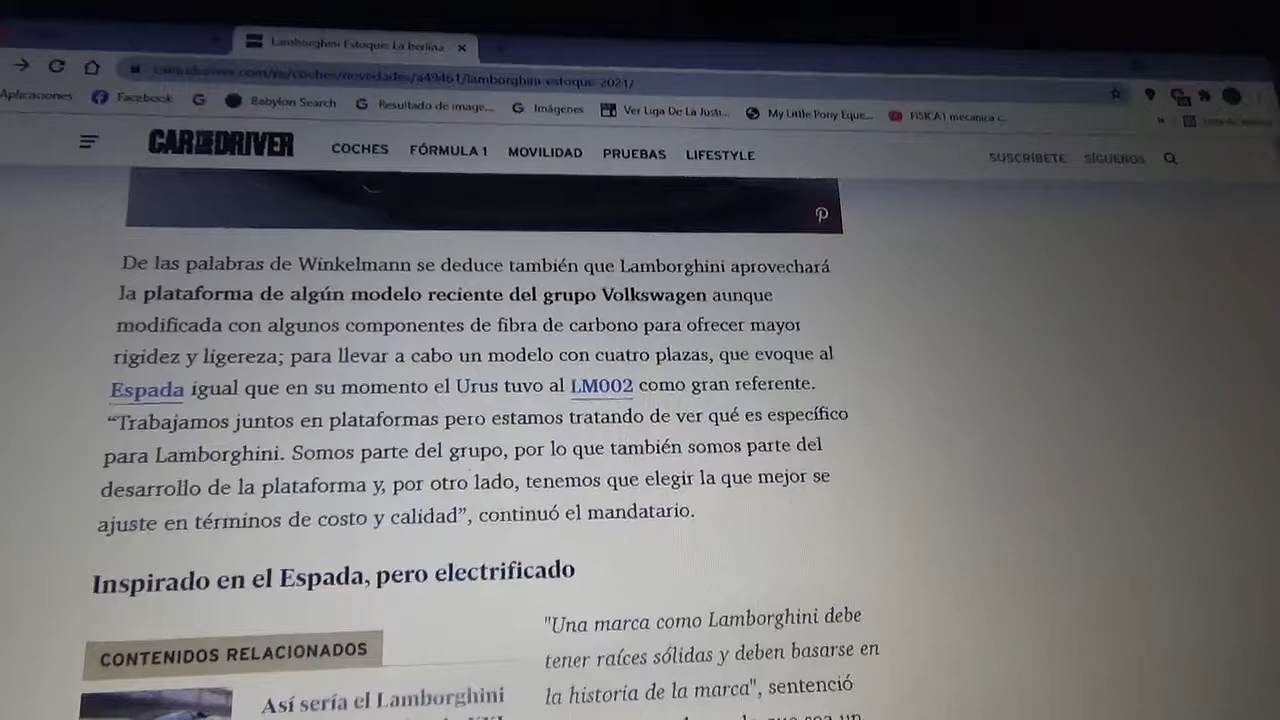 Lamborghini Estoque: La berlina
caranddriver.com/es/coches/novedades/a49461/lamborghini-estoque-2021/
Aplicaciones Facebook Babylon Search Resultado de image... Imágenes Ver Liga De La Justi... My Little Pony Eque... FISICA1 mecanica c...
CAR AND DRIVER COCHES FÓRMULA 1 MOVILIDAD PRUEBAS LIFESTYLE SUSCRÍBETE SÍGUENOS
De las palabras de Winkelmann se deduce también que Lamborghini aprovechará
la plataforma de algún modelo reciente del grupo Volkswagen aunque
modificada con algunos componentes de fibra de carbono para ofrecer mayor
rigidez y ligereza; para llevar a cabo un modelo con cuatro plazas, que evoque al
Espada igual que en su momento el Urus tuvo al LM002 como gran referente.
“Trabajamos juntos en plataformas pero estamos tratando de ver qué es específico
para Lamborghini. Somos parte del grupo, por lo que también somos parte del
desarrollo de la plataforma y, por otro lado, tenemos que elegir la que mejor se
ajuste en términos de costo y calidad”, continuó el mandatario.
Inspirado en el Espada, pero electrificado
CONTENIDOS RELACIONADOS
Así sería el Lamborghini
"Una marca como Lamborghini debe
tener raíces sólidas y deben basarse en
la historia de la marca", sentenció